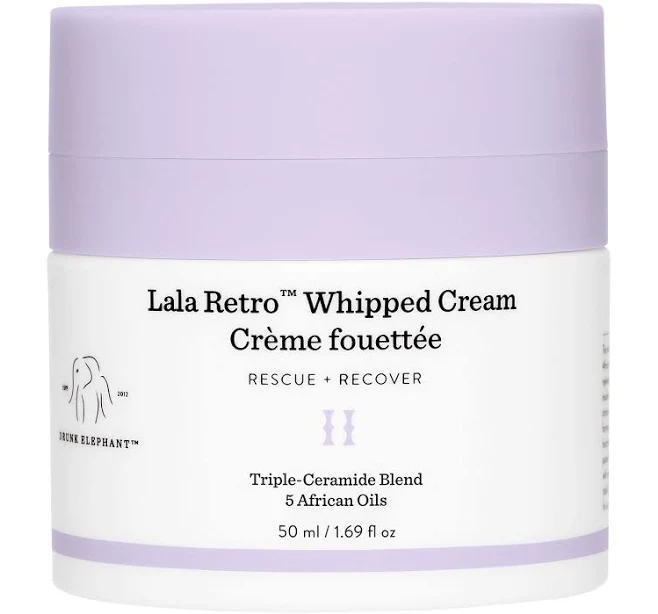 Lala Retro™ Whipped Cream
Crème fouettée
RESCUE + RECOVER
2012
DRUNK ELEPHANT™
Triple-Ceramide Blend
5 African Oils
50 ml / 1.69 fl oz